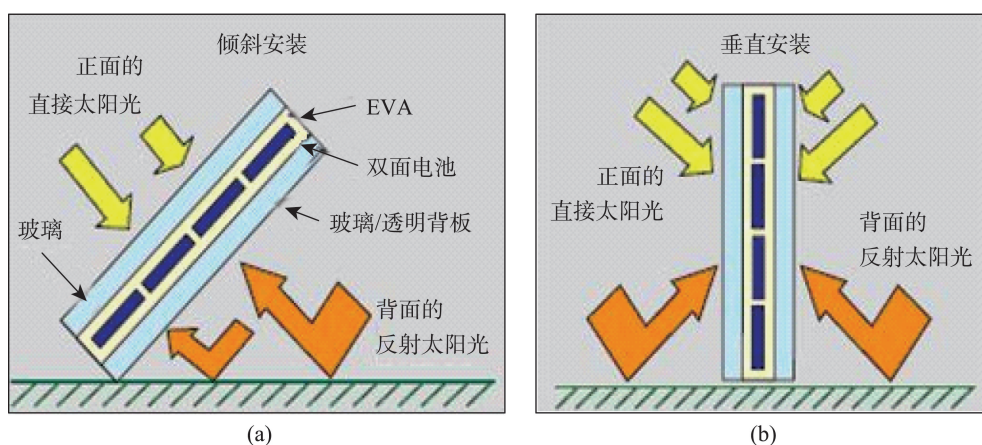 倾斜安装
正面的
直接太阳光
EVA
双面电池
玻璃/透明背板
玻璃
背面的
反射太阳光
(a)
垂直安装
正面的
直接太阳光
背面的
反射太阳光
(b)